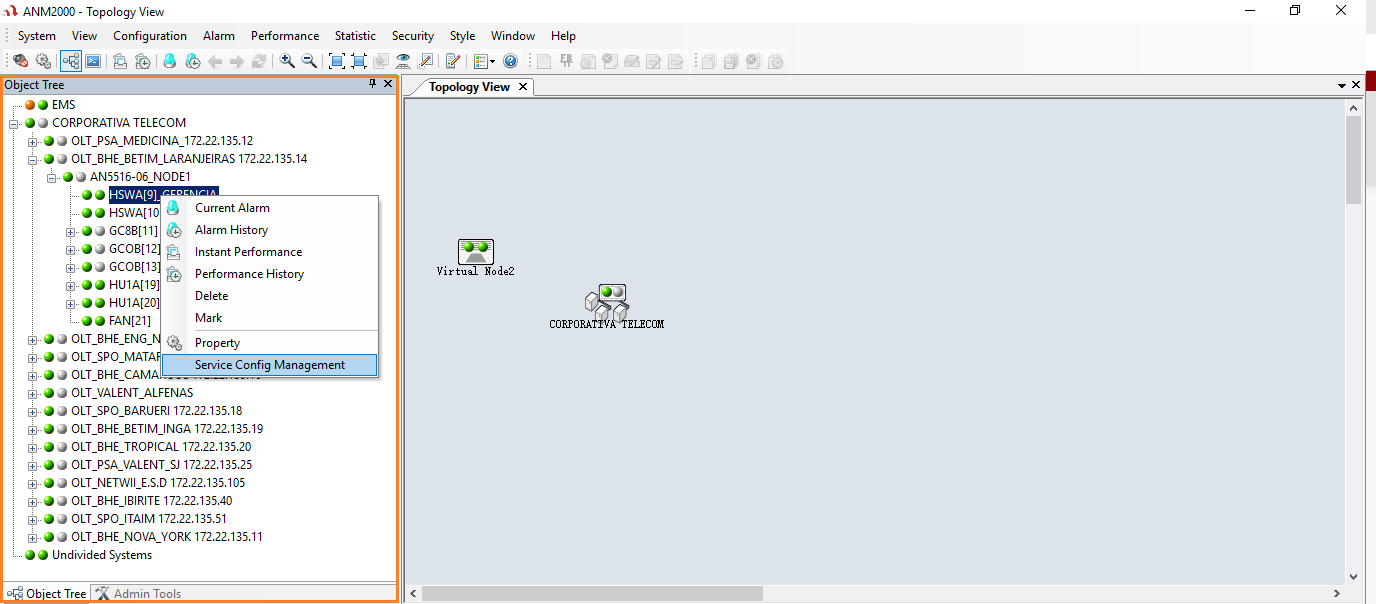 ANM2000 - Topology View
System View Configuration Alarm Performance Statistic Security Style Window Help
Object Tree
Topology View
EMS
CORPORATIVA TELECOM
OLT_PSA_MEDICINA_172.22.135.12
OLT_BHE_BETIM_LARANJEIRAS 172.22.135.14
AN5516-06_NODE1
HSWA[9]_GERENCIA
HSWA[10
GC8B[11]
GCOB[12]
GCOB[13]
HU1A[19]
HU1A[20]
FAN[21]
Current Alarm
Alarm History
Instant Performance
Performance History
Delete
Mark
Property
Service Config Management
OLT_BHE_ENG_N
OLT_SPO_MATAR
OLT_BHE_CAMA
OLT_VALENT_ALFENAS
OLT_SPO_BARUERI 172.22.135.18
OLT_BHE_BETIM_INGA 172.22.135.19
OLT_BHE_TROPICAL 172.22.135.20
OLT_PSA_VALENT_SJ 172.22.135.25
OLT_NETWII_E.S.D 172.22.135.105
OLT_BHE_IBIRITE 172.22.135.40
OLT_SPO_ITAIM 172.22.135.51
OLT_BHE_NOVA_YORK 172.22.135.11
Undivided Systems
Object Tree Admin Tools
Virtual Node2
CORPORATIVA TELECOM